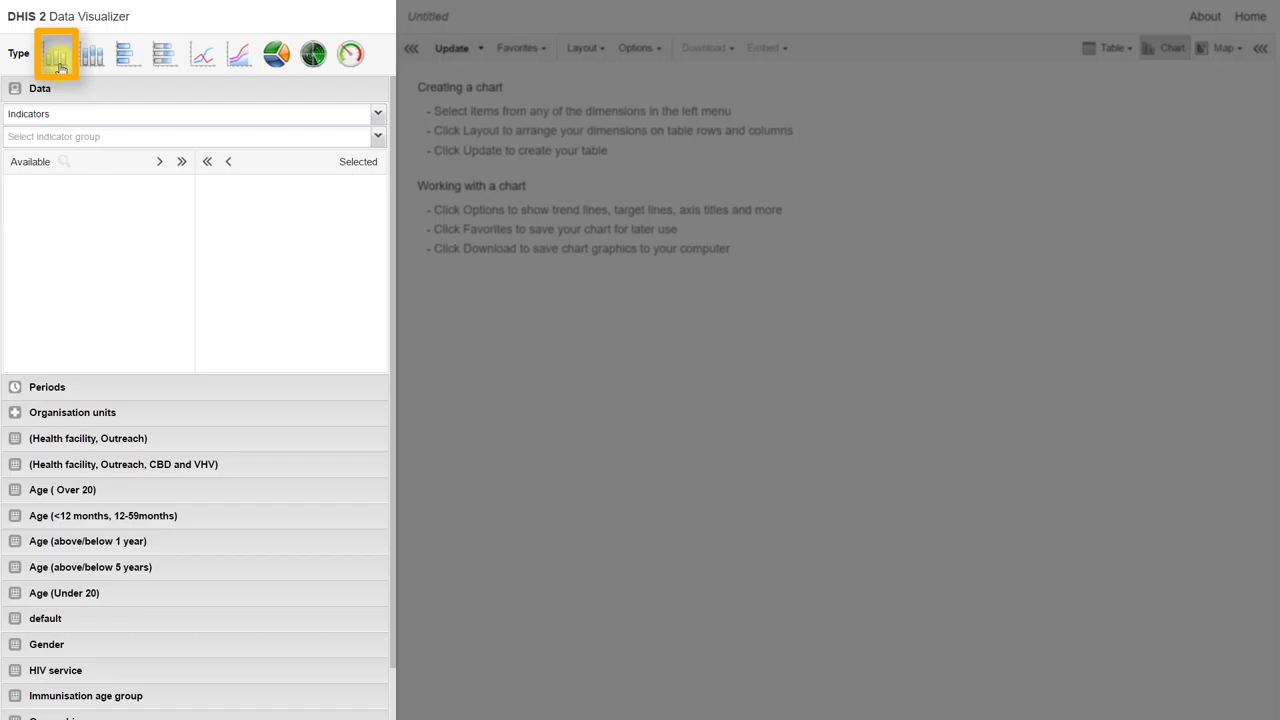 DHIS 2 Data Visualizer
Untitled
About
Home
Type
Update
Favorites
Layout
Options
Download
Embed
Table
Chart
Map
Data
Indicators
Select indicator group
Available
Selected
Creating a chart
- Select items from any of the dimensions in the left menu
- Click Layout to arrange your dimensions on table rows and columns
- Click Update to create your table
Working with a chart
- Click Options to show trend lines, target lines, axis titles and more
- Click Favorites to save your chart for later use
- Click Download to save chart graphics to your computer
Periods
Organisation units
(Health facility, Outreach)
(Health facility, Outreach, CBD and VHV)
Age ( Over 20)
Age (<12 months, 12-59months)
Age (above/below 1 year)
Age (above/below 5 years)
Age (Under 20)
default
Gender
HIV service
Immunisation age group